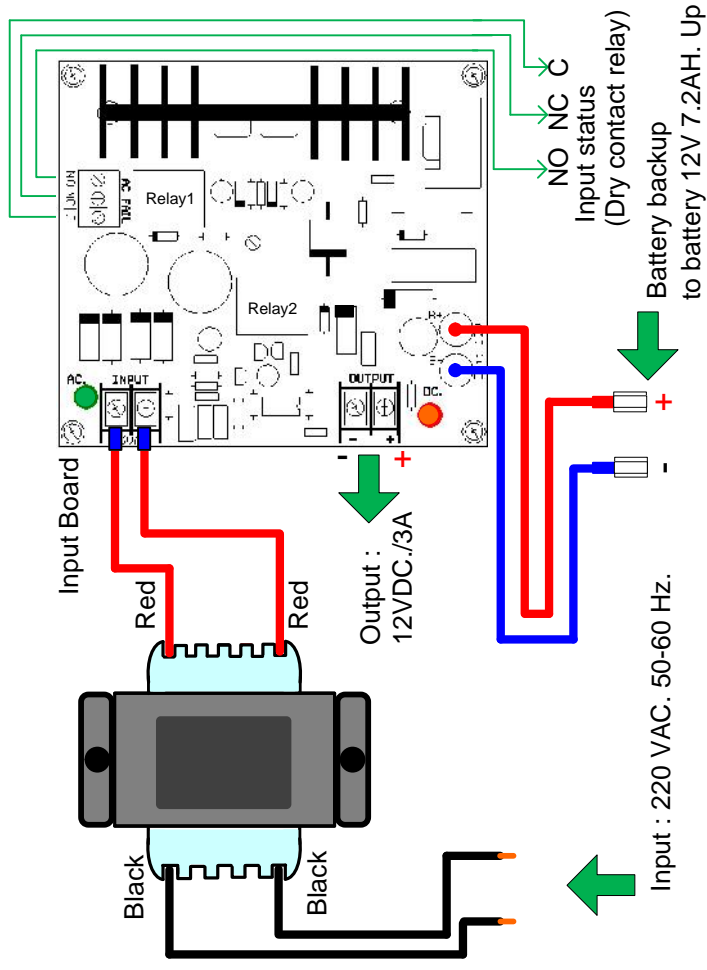 NO NC C
AC FAIL
Relay1
Relay2
AC.
INPUT
OUTPUT
- +
DC.
B+
- +
Input Board
Red
Red
Black
Black
Output :
12VDC./3A
NO NC C
Input status
(Dry contact relay)
Battery backup
to battery 12V 7.2AH. Up
+
-
Input : 220 VAC. 50-60 Hz.